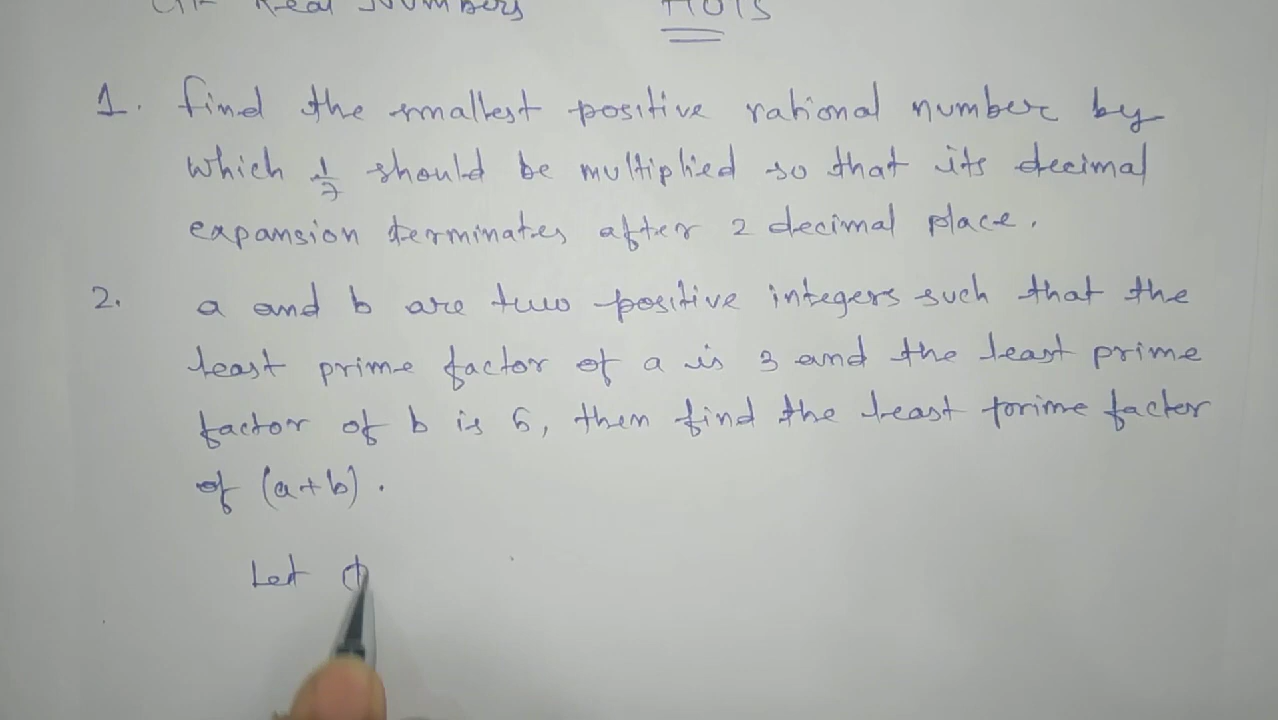 Real Numbers HOTS
1. find the smallest positive rational number by
which 1/7 should be multiplied so that its decimal
expansion terminates after 2 decimal place.
2. a and b are two positive integers such that the
least prime factor of a is 3 and the least prime
factor of b is 5, then find the least prime factor
of (a+b).
Let